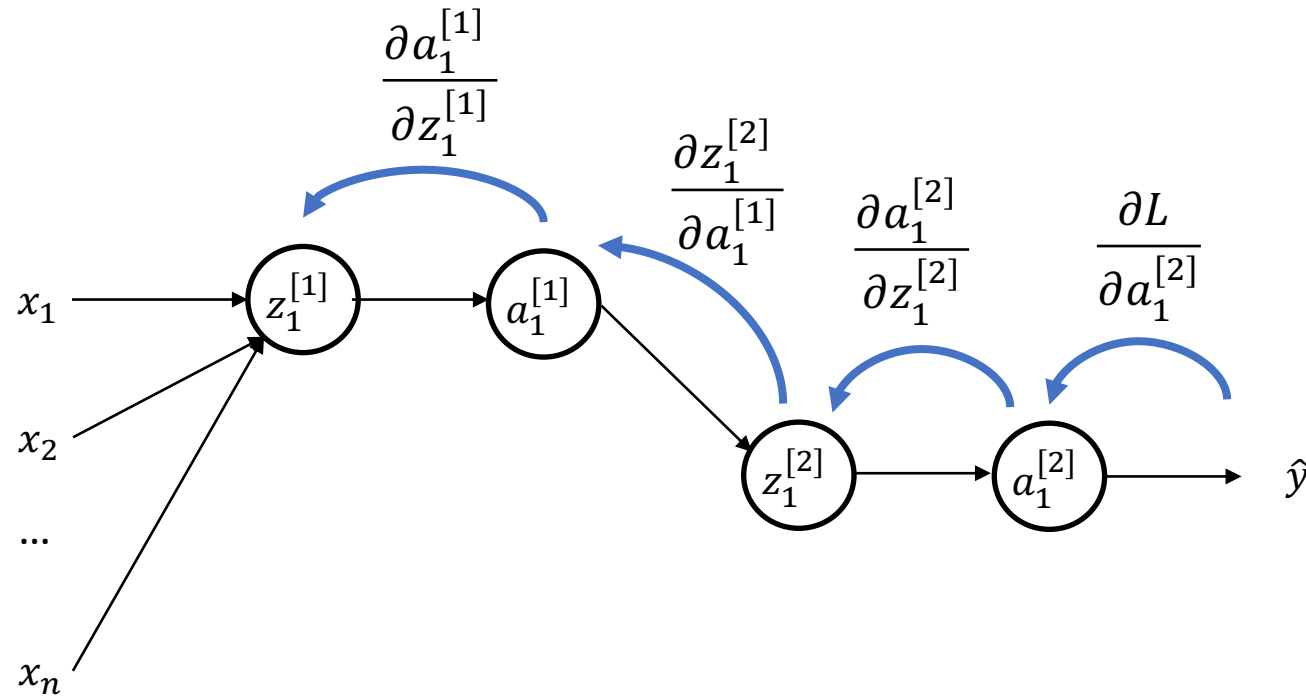 ∂a₁^[1]
∂z₁^[1]
∂z₁^[2]
∂a₁^[1]
∂a₁^[2]
∂z₁^[2]
∂L
∂a₁^[2]
x₁
z₁^[1]
a₁^[1]
x₂
z₁^[2]
a₁^[2]
ŷ
...
xₙ